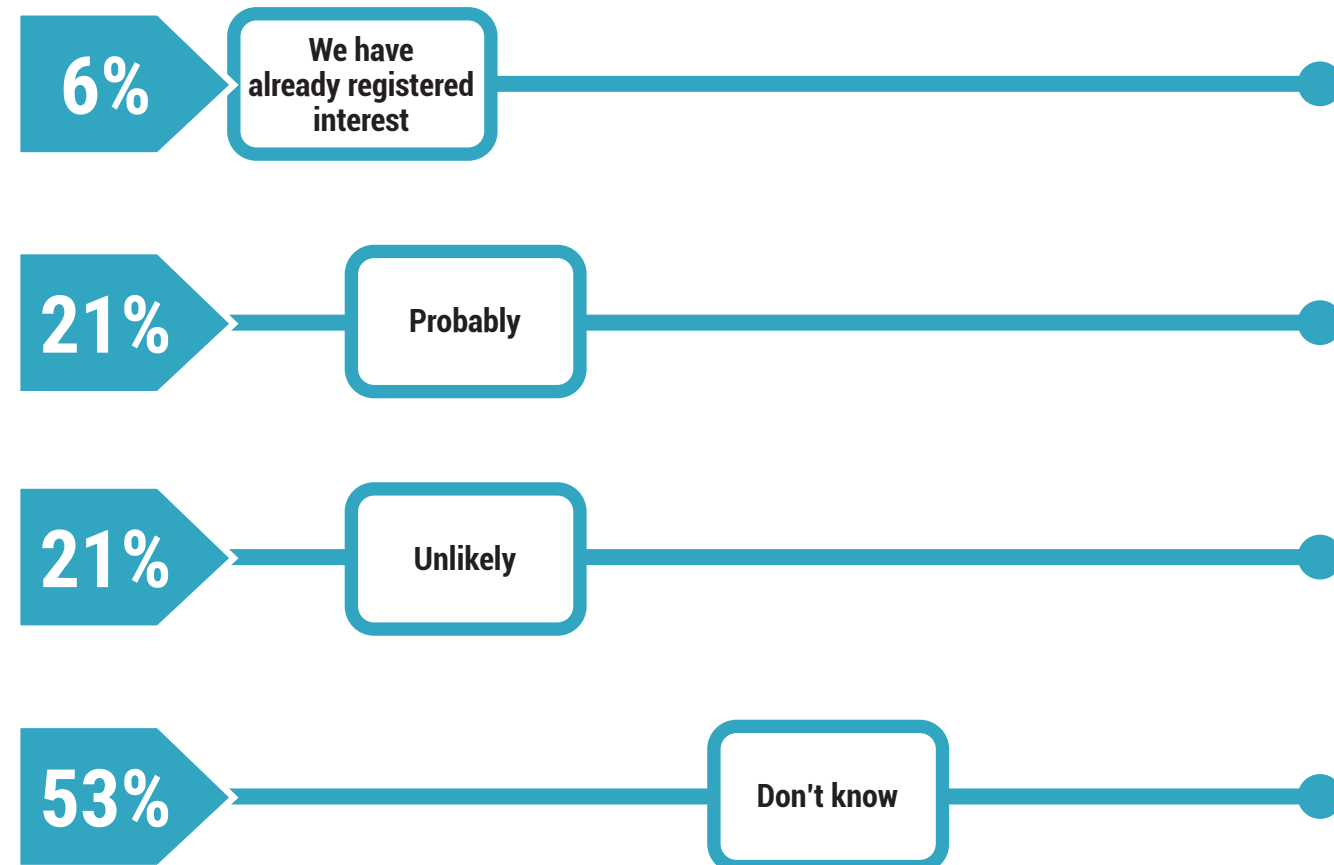 6%
We have
already registered
interest
21%
Probably
21%
Unlikely
53%
Don't know